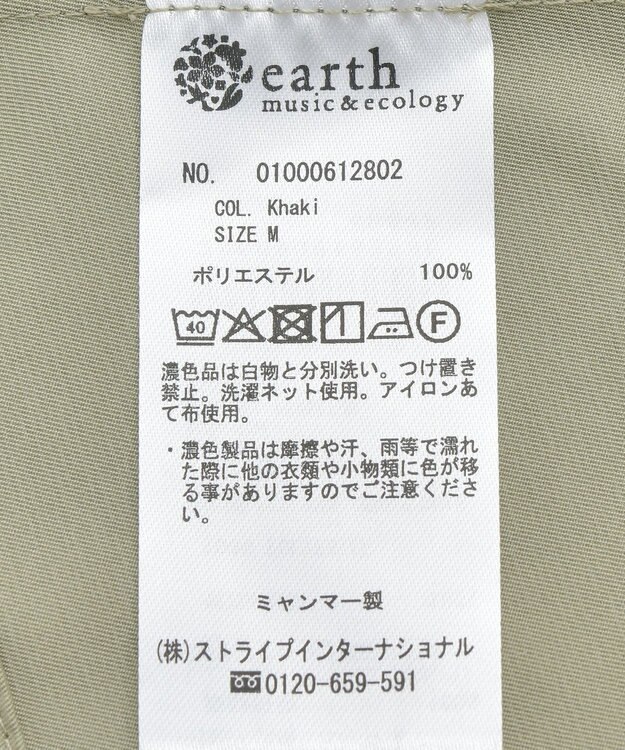 earth
music&ecology
NO. 01000612802
COL. Khaki
SIZE M
ポリエステル 100%
40 F
濃色品は白物と分別洗い。つけ置き
禁止。洗濯ネット使用。アイロンあ
て布使用。
・濃色製品は摩擦や汗、雨等で濡れ
た際に他の衣類や小物類に色が移
る事がありますのでご注意くださ
い。
ミャンマー製
(株)ストライプインターナショナル
0120-659-591